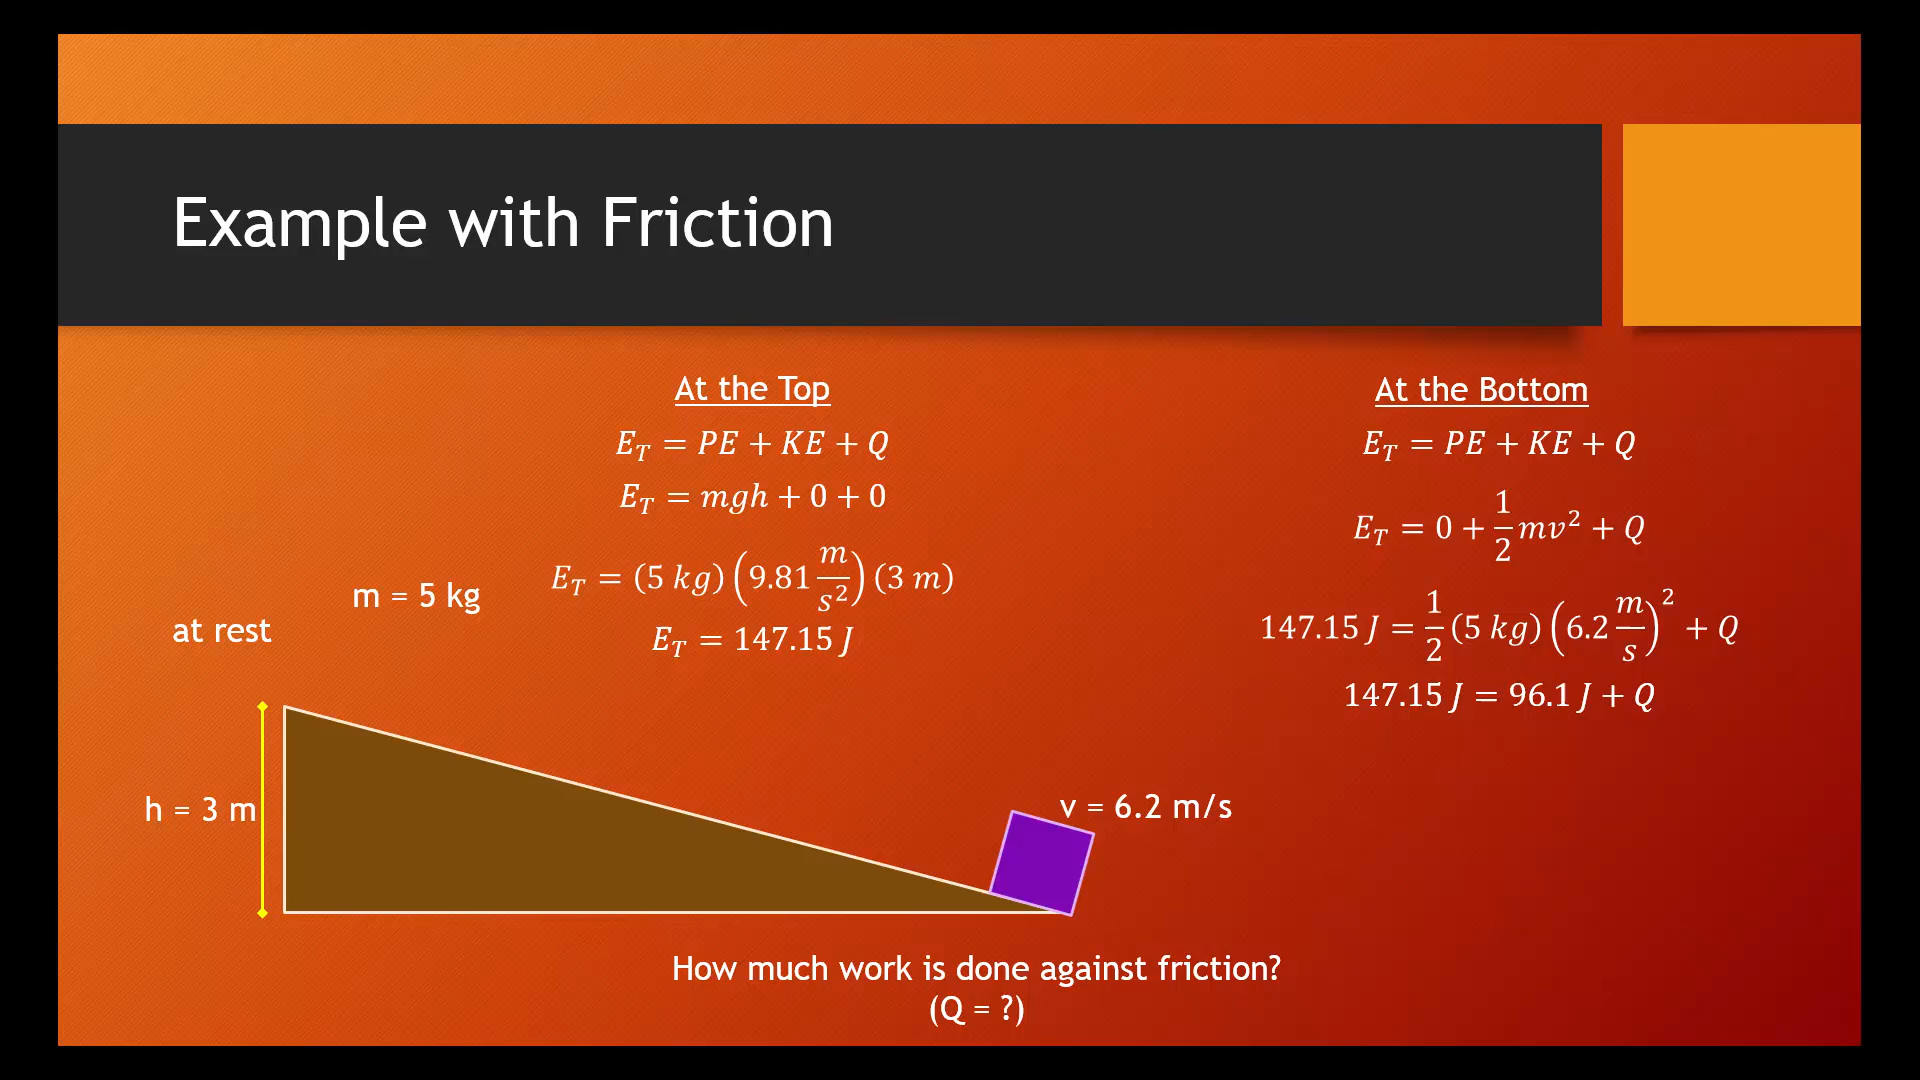 Example with Friction
At the Top
E_T = PE + KE + Q
E_T = mgh + 0 + 0
E_T = (5 kg)(9.81 m/s²)(3 m)
E_T = 147.15 J
At the Bottom
E_T = PE + KE + Q
E_T = 0 + 1/2 mv² + Q
147.15 J = 1/2 (5 kg)(6.2 m/s)² + Q
147.15 J = 96.1 J + Q
m = 5 kg
at rest
h = 3 m
v = 6.2 m/s
How much work is done against friction?
(Q = ?)